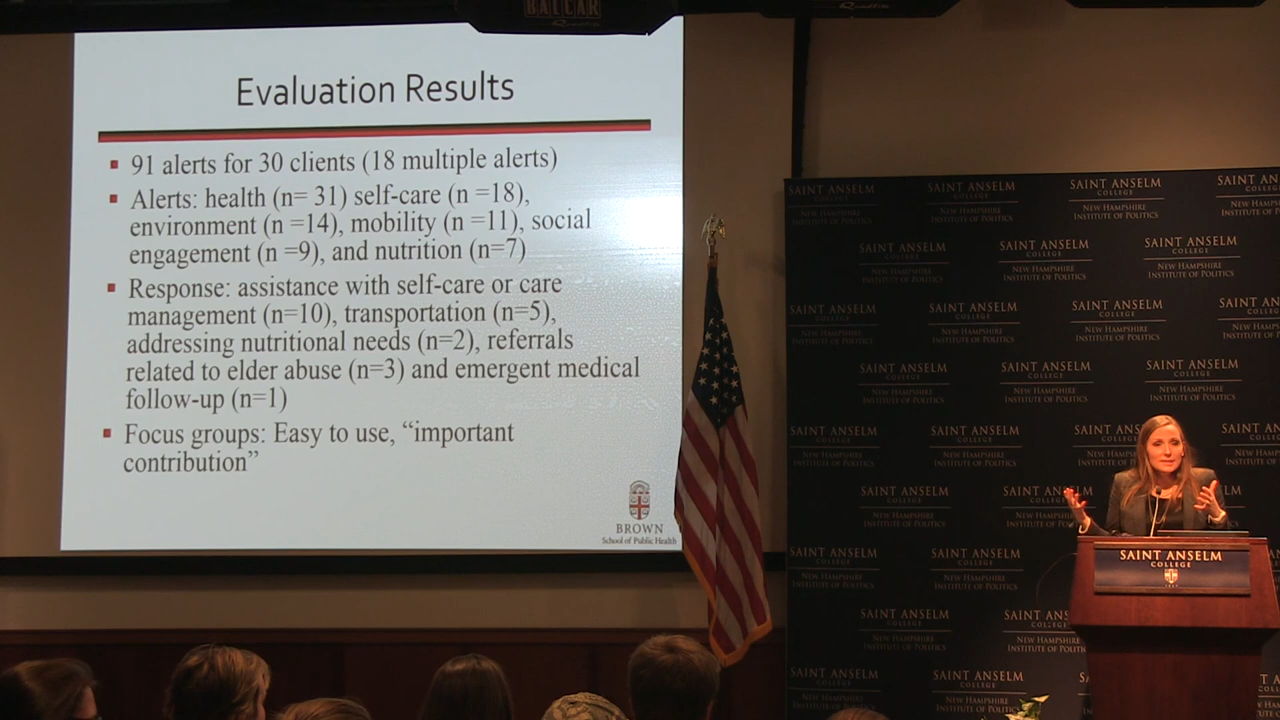 BALCAR
Evaluation Results
91 alerts for 30 clients (18 multiple alerts)
Alerts: health (n= 31) self-care (n =18),
environment (n =14), mobility (n =11), social
engagement (n =9), and nutrition (n=7)
Response: assistance with self-care or care
management (n=10), transportation (n=5),
addressing nutritional needs (n=2), referrals
related to elder abuse (n=3) and emergent medical
follow-up (n=1)
Focus groups: Easy to use, “important
contribution”
BROWN
School of Public Health
SAINT ANSELM
COLLEGE
NEW HAMPSHIRE
INSTITUTE OF POLITICS
SAINT ANSELM
COLLEGE